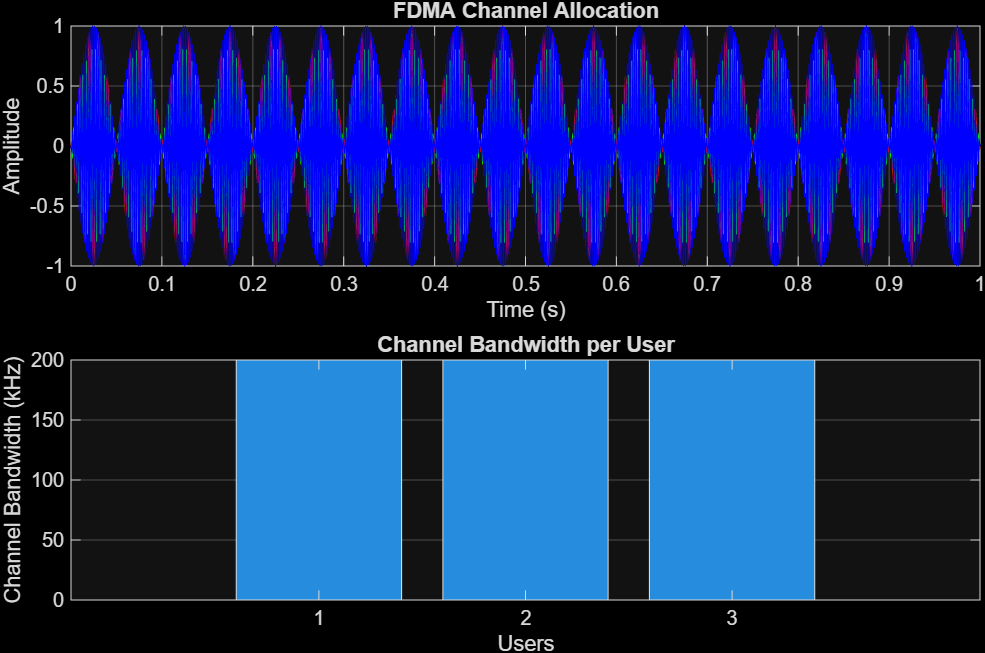 FDMA Channel Allocation
1
0.5
0
-0.5
-1
Amplitude
0 0.1 0.2 0.3 0.4 0.5 0.6 0.7 0.8 0.9 1
Time (s)
Channel Bandwidth per User
200
150
100
50
0
Channel Bandwidth (kHz)
1 2 3
Users